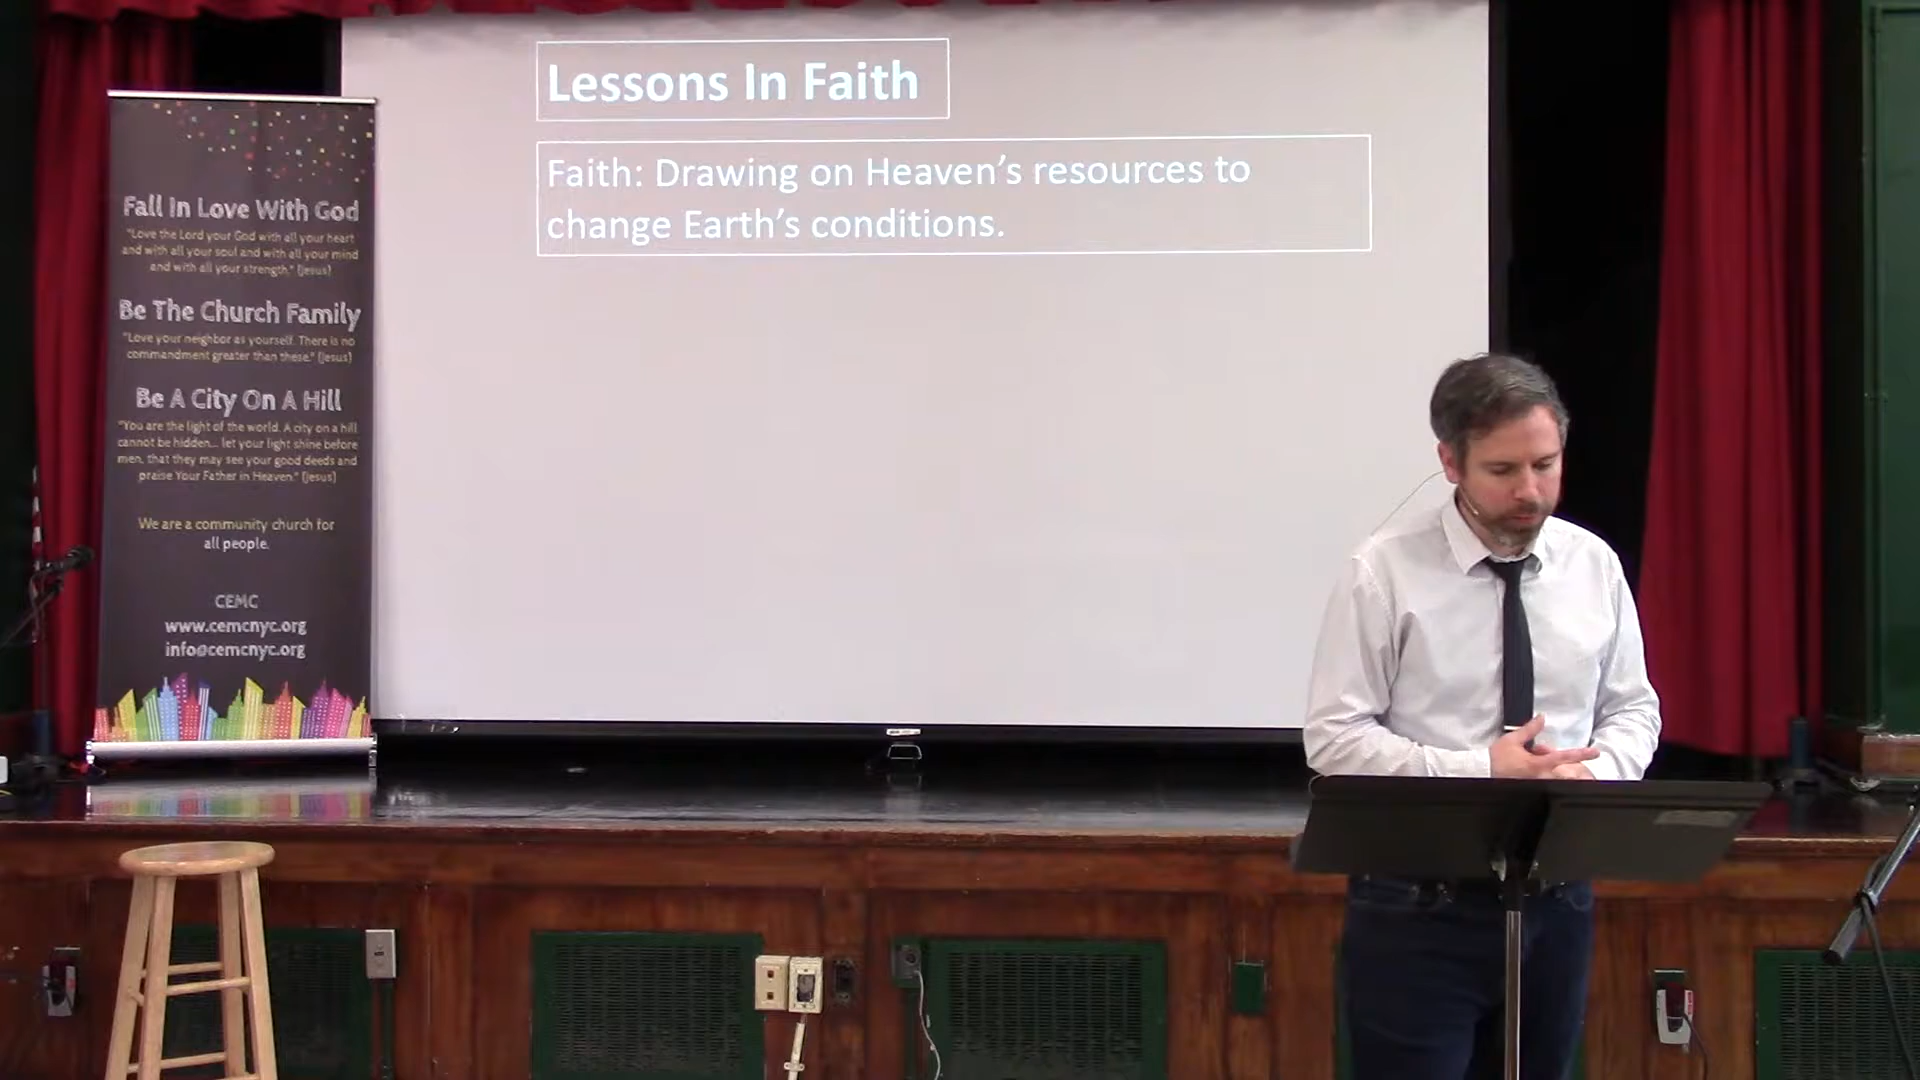 Lessons In Faith
Faith: Drawing on Heaven's resources to
change Earth's conditions.
Fall In Love With God
"Love the Lord your God with all your heart
and with all your soul and with all your mind
and with all your strength." (Jesus)
Be The Church Family
"Love your neighbor as yourself. There is no
commandment greater than these." (Jesus)
Be A City On A Hill
"You are the light of the world. A city on a hill
cannot be hidden... let your light shine before
men, that they may see your good deeds and
praise Your Father in Heaven." (Jesus)
We are a community church for
all people.
CEMC
www.cemcnyc.org
info@cemcnyc.org